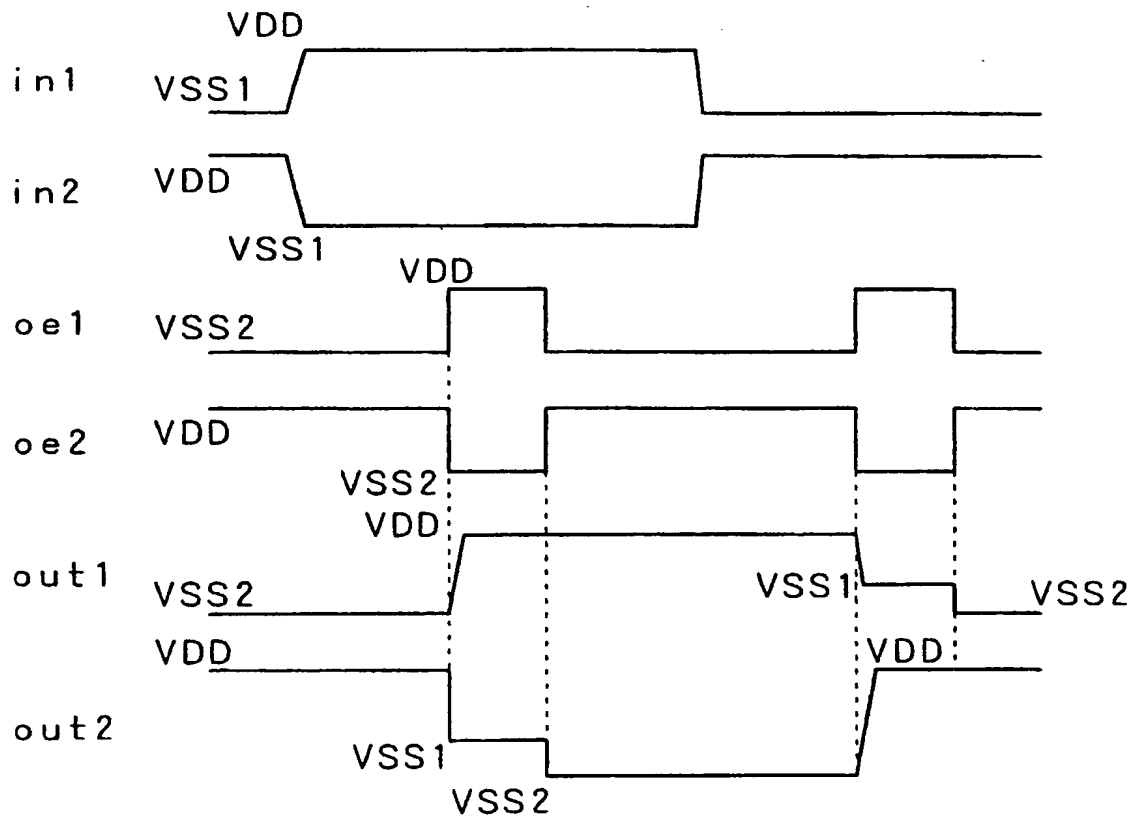 VDD
in1 VSS1
VDD
in2
VSS1
VDD
oe1 VSS2
VDD
oe2
VSS2
VDD
out1 VSS2 VSS1 VSS2
VDD VDD
out2
VSS1
VSS2